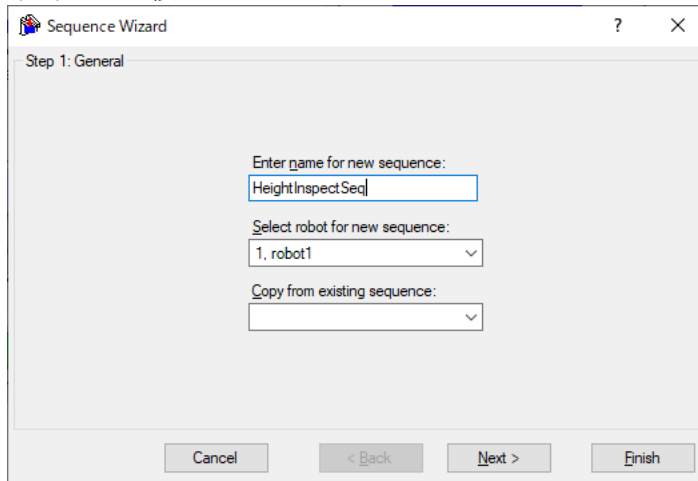 Sequence Wizard
?
Step 1: General
Enter name for new sequence:
HeightInspectSeq
Select robot for new sequence:
1, robot1
Copy from existing sequence:
Cancel
< Back
Next >
Finish